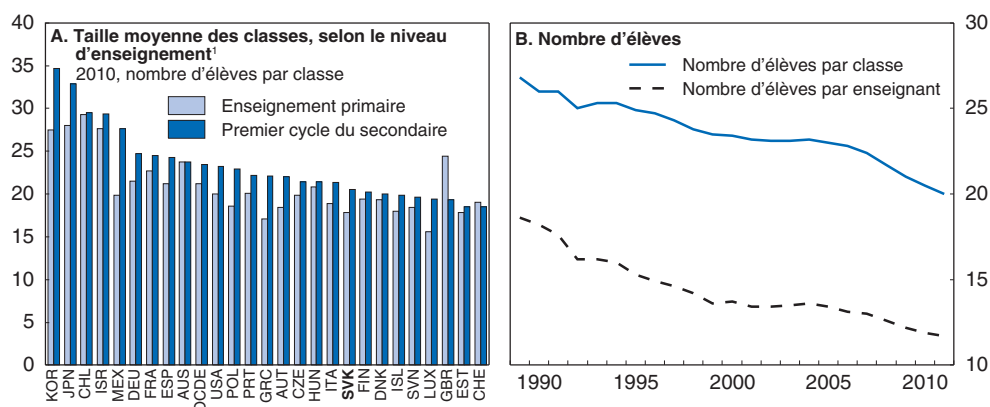 A. Taille moyenne des classes, selon le niveau
d'enseignement¹
2010, nombre d'élèves par classe
Enseignement primaire
Premier cycle du secondaire
40
35
30
25
20
15
10
5
0
KOR JPN CHL ISR MEX DEU FRA ESP AUS OCDE CZE USA POL PRT GRC AUT CZE HUN ITA SVK FIN DNK ISL SVN LUX GBR EST CHE
B. Nombre d'élèves
Nombre d'élèves par classe
Nombre d'élèves par enseignant
30
25
20
15
10
1990 1995 2000 2005 2010